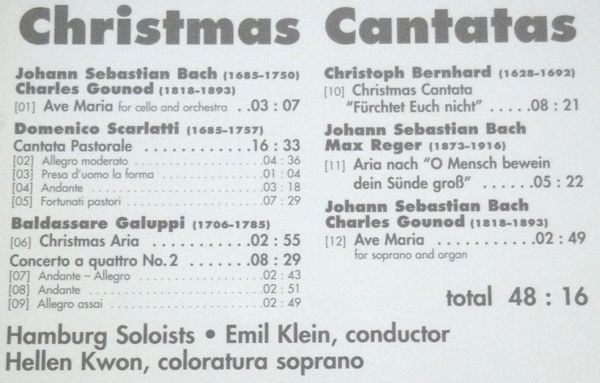 Christmas Cantatas
Johann Sebastian Bach (1685-1750)
Charles Gounod (1818-1893)
[01] Ave Maria for cello and orchestra . .03 : 07
Domenico Scarlatti (1685-1757)
Cantata Pastorale . . . . . . . . . . .16 : 33
[02] Allegro moderato . . . . . . . . . . . . .04 : 36
[03] Presa d'uomo la forma . . . . . . . . .01 : 04
[04] Andante . . . . . . . . . . . . . . . . . .03 : 18
[05] Fortunati pastori . . . . . . . . . . . . . .07 : 29
Baldassare Galuppi (1706-1785)
[06] Christmas Aria . . . . . . . . . . 02 : 55
Concerto a quattro No.2 . . . . . . .08 : 29
[07] Andante – Allegro . . . . . . . . . . . .02 : 43
[08] Andante . . . . . . . . . . . . . . . . . .02 : 51
[09] Allegro assai . . . . . . . . . . . . . . . .02 : 49
Christoph Bernhard (1628-1692)
[10] Christmas Cantata
"Fürchtet Euch nicht" . . . . .08 : 21
Johann Sebastian Bach
Max Reger (1873-1916)
[11] Aria nach "O Mensch bewein
dein Sünde groß" . . . . . . 05 : 22
Johann Sebastian Bach
Charles Gounod (1818-1893)
[12] Ave Maria . . . . . . . . . . .02 : 49
for soprano and organ
total 48 : 16
Hamburg Soloists • Emil Klein, conductor
Hellen Kwon, coloratura soprano